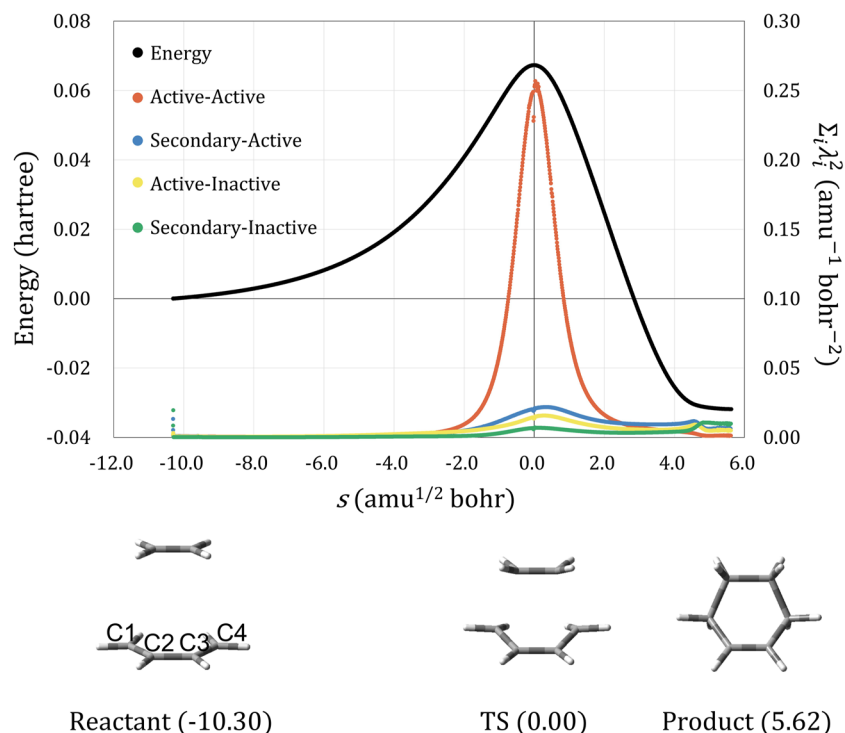 0.08
0.06
0.04
0.02
0.00
-0.02
-0.04
Energy (hartree)
Energy
Active-Active
Secondary-Active
Active-Inactive
Secondary-Inactive
0.30
0.25
0.20
0.15
0.10
0.05
0.00
Σᵢλᵢ² (amu⁻¹ bohr⁻²)
-12.0 -10.0 -8.0 -6.0 -4.0 -2.0 0.0 2.0 4.0 6.0
s (amu¹/² bohr)
C1 C2 C3 C4
Reactant (-10.30) TS (0.00) Product (5.62)